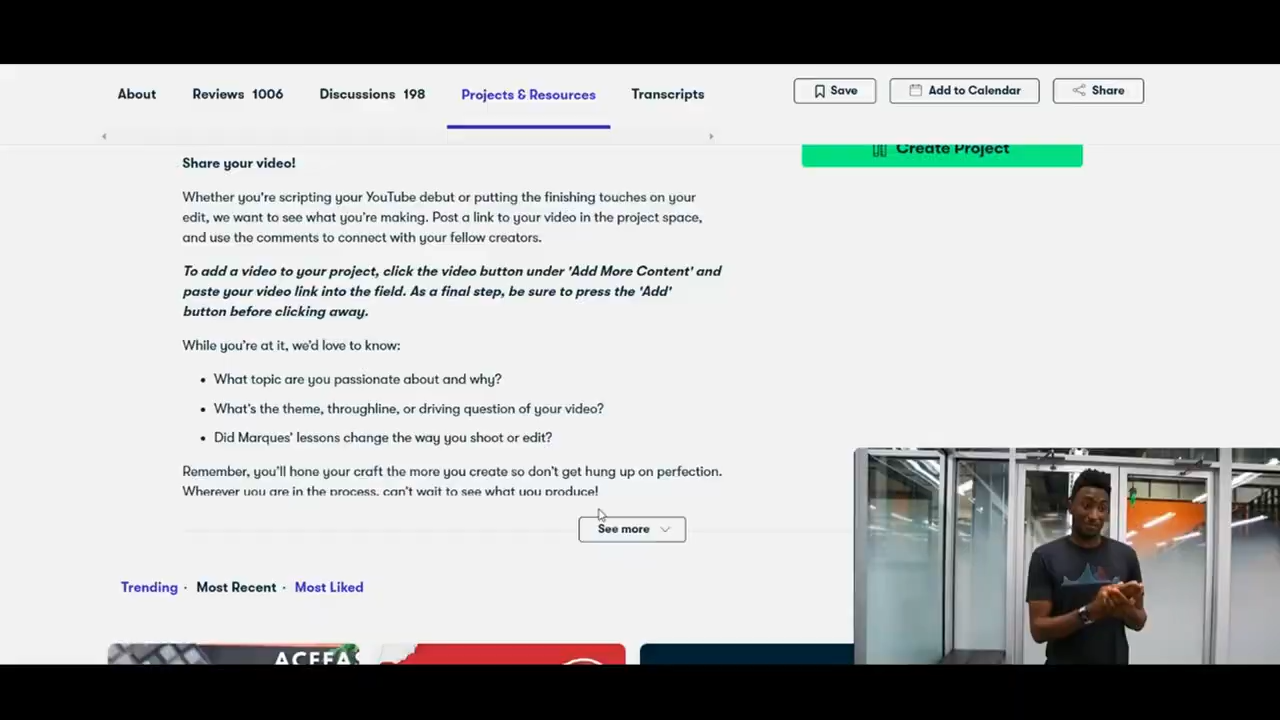 About Reviews 1006 Discussions 198 Projects & Resources Transcripts Save Add to Calendar Share
Create Project
Share your video!
Whether you're scripting your YouTube debut or putting the finishing touches on your
edit, we want to see what you're making. Post a link to your video in the project space,
and use the comments to connect with your fellow creators.
To add a video to your project, click the video button under 'Add More Content' and
paste your video link into the field. As a final step, be sure to press the 'Add'
button before clicking away.
While you're at it, we'd love to know:
• What topic are you passionate about and why?
• What's the theme, throughline, or driving question of your video?
• Did Marques' lessons change the way you shoot or edit?
Remember, you'll hone your craft the more you create so don't get hung up on perfection.
Wherever you are in the process, can't wait to see what you produce!
See more
Trending · Most Recent · Most Liked